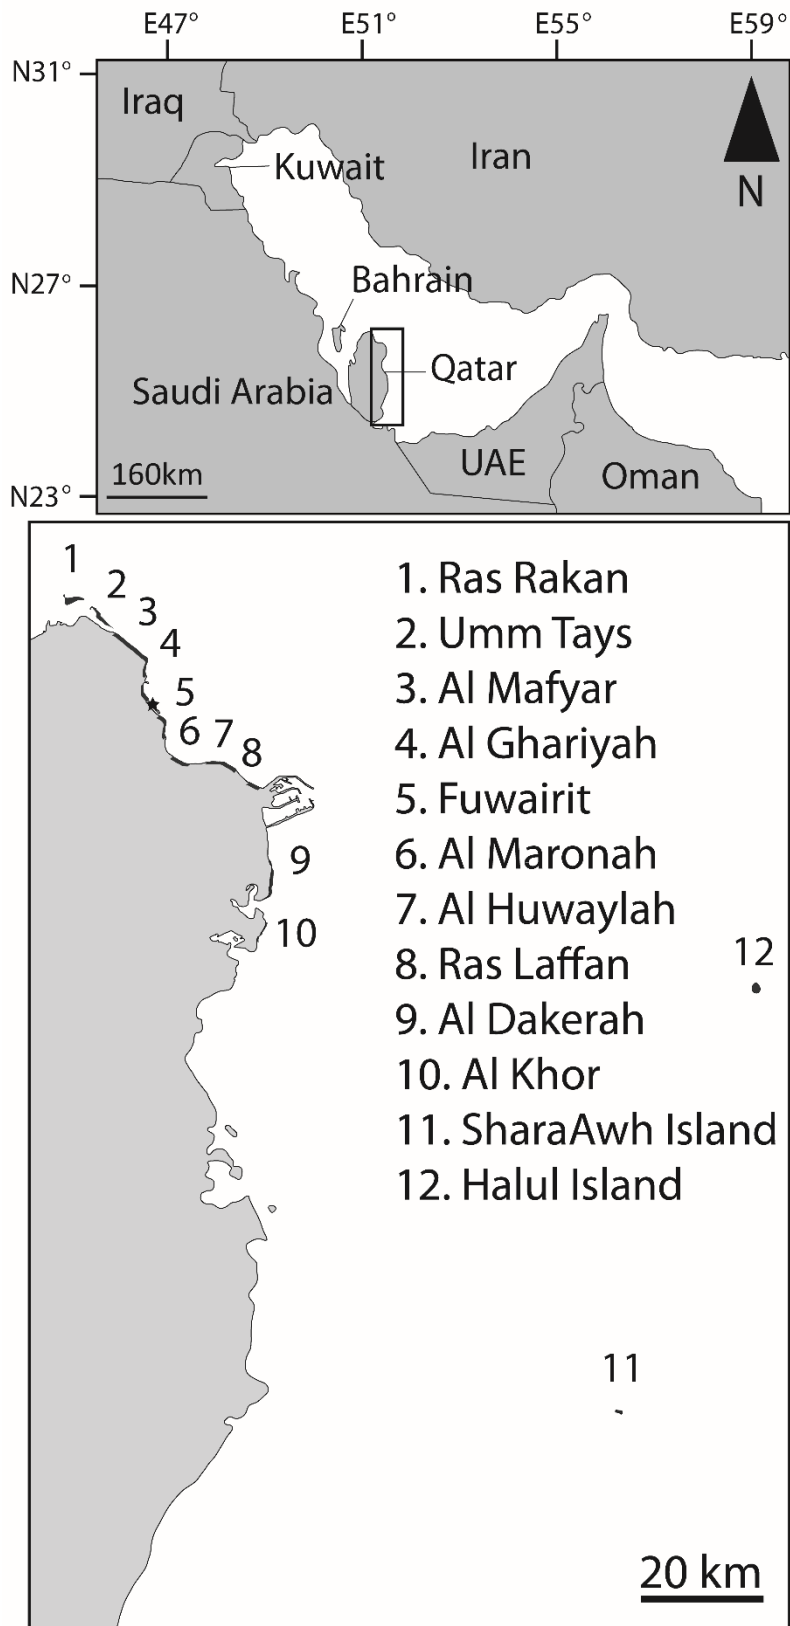 E47° E51° E55° E59°
N31°
Iraq
Iran
Kuwait
N
N27°
Bahrain
Qatar
Saudi Arabia
160km
UAE
Oman
N23°
1
2
3
4
5
6 7 8
9
10
12
11
1. Ras Rakan
2. Umm Tays
3. Al Mafyar
4. Al Ghariyah
5. Fuwairit
6. Al Maronah
7. Al Huwaylah
8. Ras Laffan
9. Al Dakerah
10. Al Khor
11. SharaAwh Island
12. Halul Island
20 km